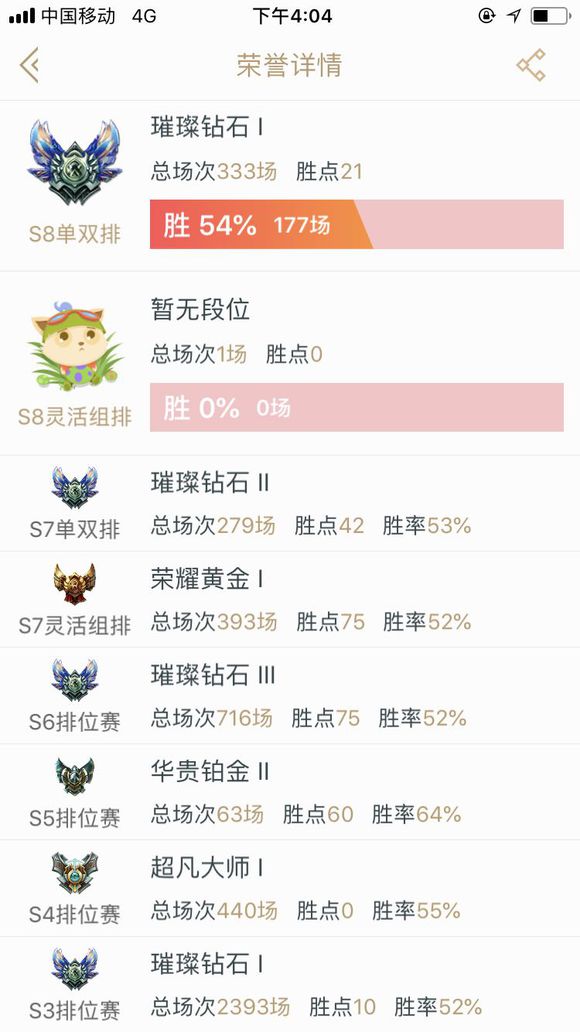 中国移动 4G 下午4:04
荣誉详情
璀璨钻石 I
总场次333场 胜点21
胜 54% 177场
S8单双排
暂无段位
总场次1场 胜点0
胜 0% 0场
S8灵活组排
璀璨钻石 II
总场次279场 胜点42 胜率53%
S7单双排
荣耀黄金 I
总场次393场 胜点75 胜率52%
S7灵活组排
璀璨钻石 III
总场次716场 胜点75 胜率52%
S6排位赛
华贵铂金 II
总场次63场 胜点60 胜率64%
S5排位赛
超凡大师 I
总场次440场 胜点0 胜率55%
S4排位赛
璀璨钻石 I
总场次2393场 胜点10 胜率52%
S3排位赛